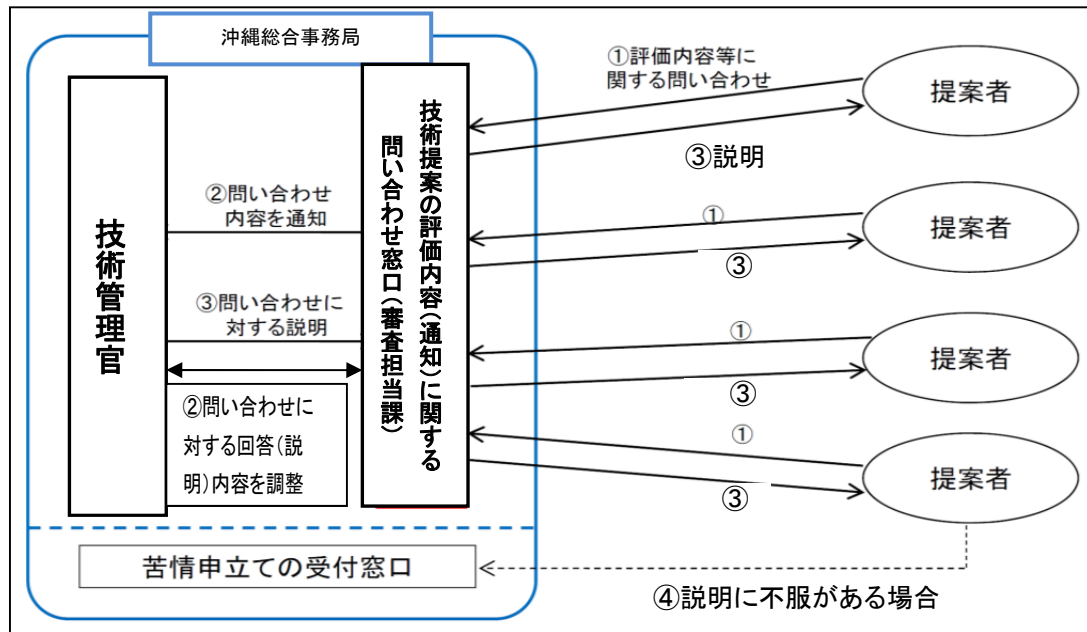 沖縄総合事務局
技術管理官
②問い合わせ
内容を通知
③問い合わせに
対する説明
②問い合わせに
対する回答(説
明)内容を調整
技術提案の評価内容(通知)に関する
問い合わせ窓口(審査担当課)
①評価内容等に
関する問い合わせ
③説明
提案者
①
③
提案者
①
③
提案者
①
③
提案者
苦情申立ての受付窓口
④説明に不服がある場合